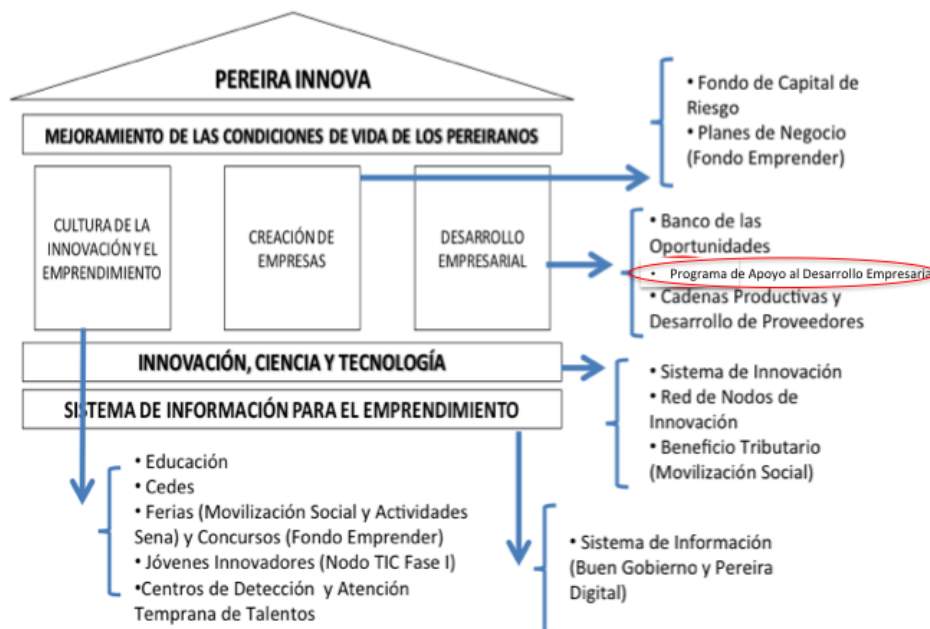 PEREIRA INNOVA
MEJORAMIENTO DE LAS CONDICIONES DE VIDA DE LOS PEREIRANOS
CULTURA DE LA
INNOVACIÓN Y EL
EMPRENDIMIENTO
CREACIÓN DE
EMPRESAS
DESARROLLO
EMPRESARIAL
INNOVACIÓN, CIENCIA Y TECNOLOGÍA
SISTEMA DE INFORMACIÓN PARA EL EMPRENDIMIENTO
• Fondo de Capital de
Riesgo
• Planes de Negocio
(Fondo Emprender)
• Banco de las
Oportunidades
• Programa de Apoyo al Desarrollo Empresaria
• Cadenas Productivas y
Desarrollo de Proveedores
• Sistema de Innovación
• Red de Nodos de
Innovación
• Beneficio Tributario
(Movilización Social)
• Educación
• Cedes
• Ferias (Movilización Social y Actividades
Sena) y Concursos (Fondo Emprender)
• Jóvenes Innovadores (Nodo TIC Fase I)
•Centros de Detección y Atención
Temprana de Talentos
• Sistema de Información
(Buen Gobierno y Pereira
Digital)